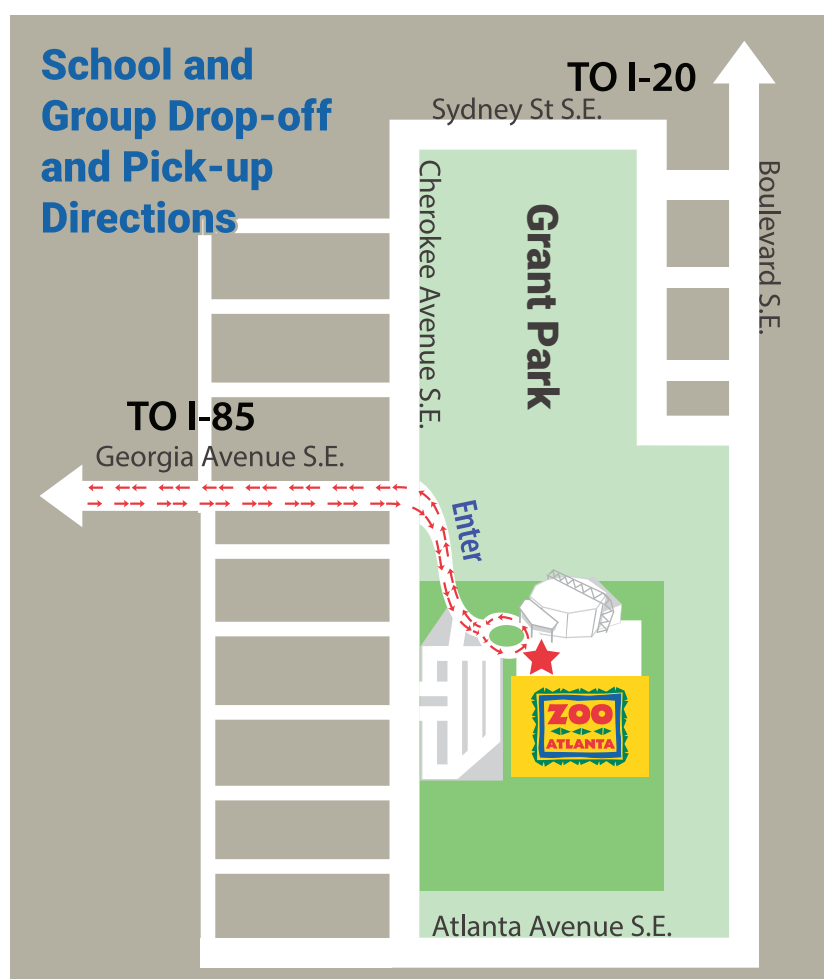 School and
Group Drop-off
and Pick-up
Directions
TO I-20
Sydney St S.E.
Cherokee Avenue S.E.
Grant Park
Boulevard S.E.
TO I-85
Georgia Avenue S.E.
Enter
ZOO
ATLANTA
Atlanta Avenue S.E.